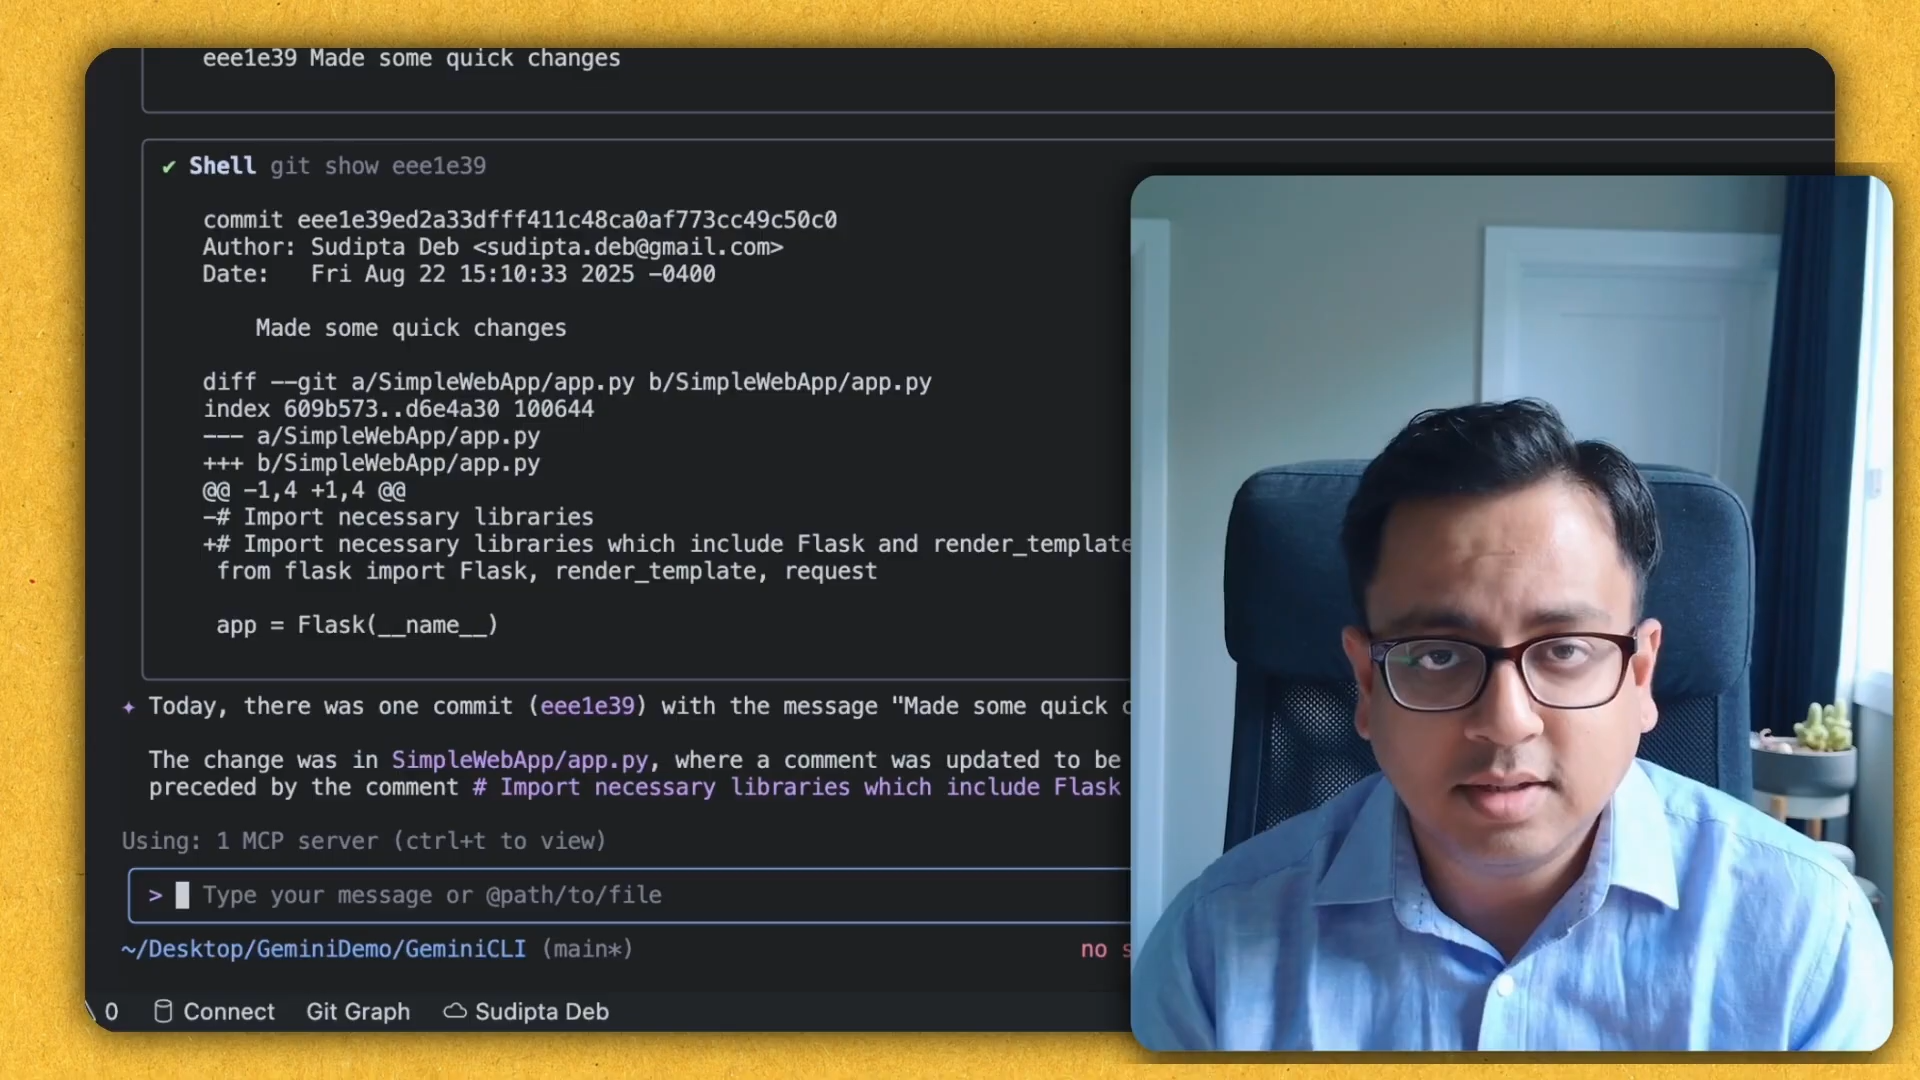 eee1e39 Made some quick changes
✔ Shell git show eee1e39
commit eee1e39ed2a33dfff411c48ca0af773cc49c50c0
Author: Sudipta Deb <sudipta.deb@gmail.com>
Date:   Fri Aug 22 15:10:33 2025 -0400
Made some quick changes
diff --git a/SimpleWebApp/app.py b/SimpleWebApp/app.py
index 609b573..d6e4a30 100644
--- a/SimpleWebApp/app.py
+++ b/SimpleWebApp/app.py
@@ -1,4 +1,4 @@
-# Import necessary libraries
+# Import necessary libraries which include Flask and render_template
from flask import Flask, render_template, request
app = Flask(__name__)
✦ Today, there was one commit (eee1e39) with the message "Made some quick
The change was in SimpleWebApp/app.py, where a comment was updated to be
preceded by the comment # Import necessary libraries which include Flask
Using: 1 MCP server (ctrl+t to view)
> Type your message or @path/to/file
~/Desktop/GeminiDemo/GeminiCLI (main*) no
0 Connect Git Graph Sudipta Deb